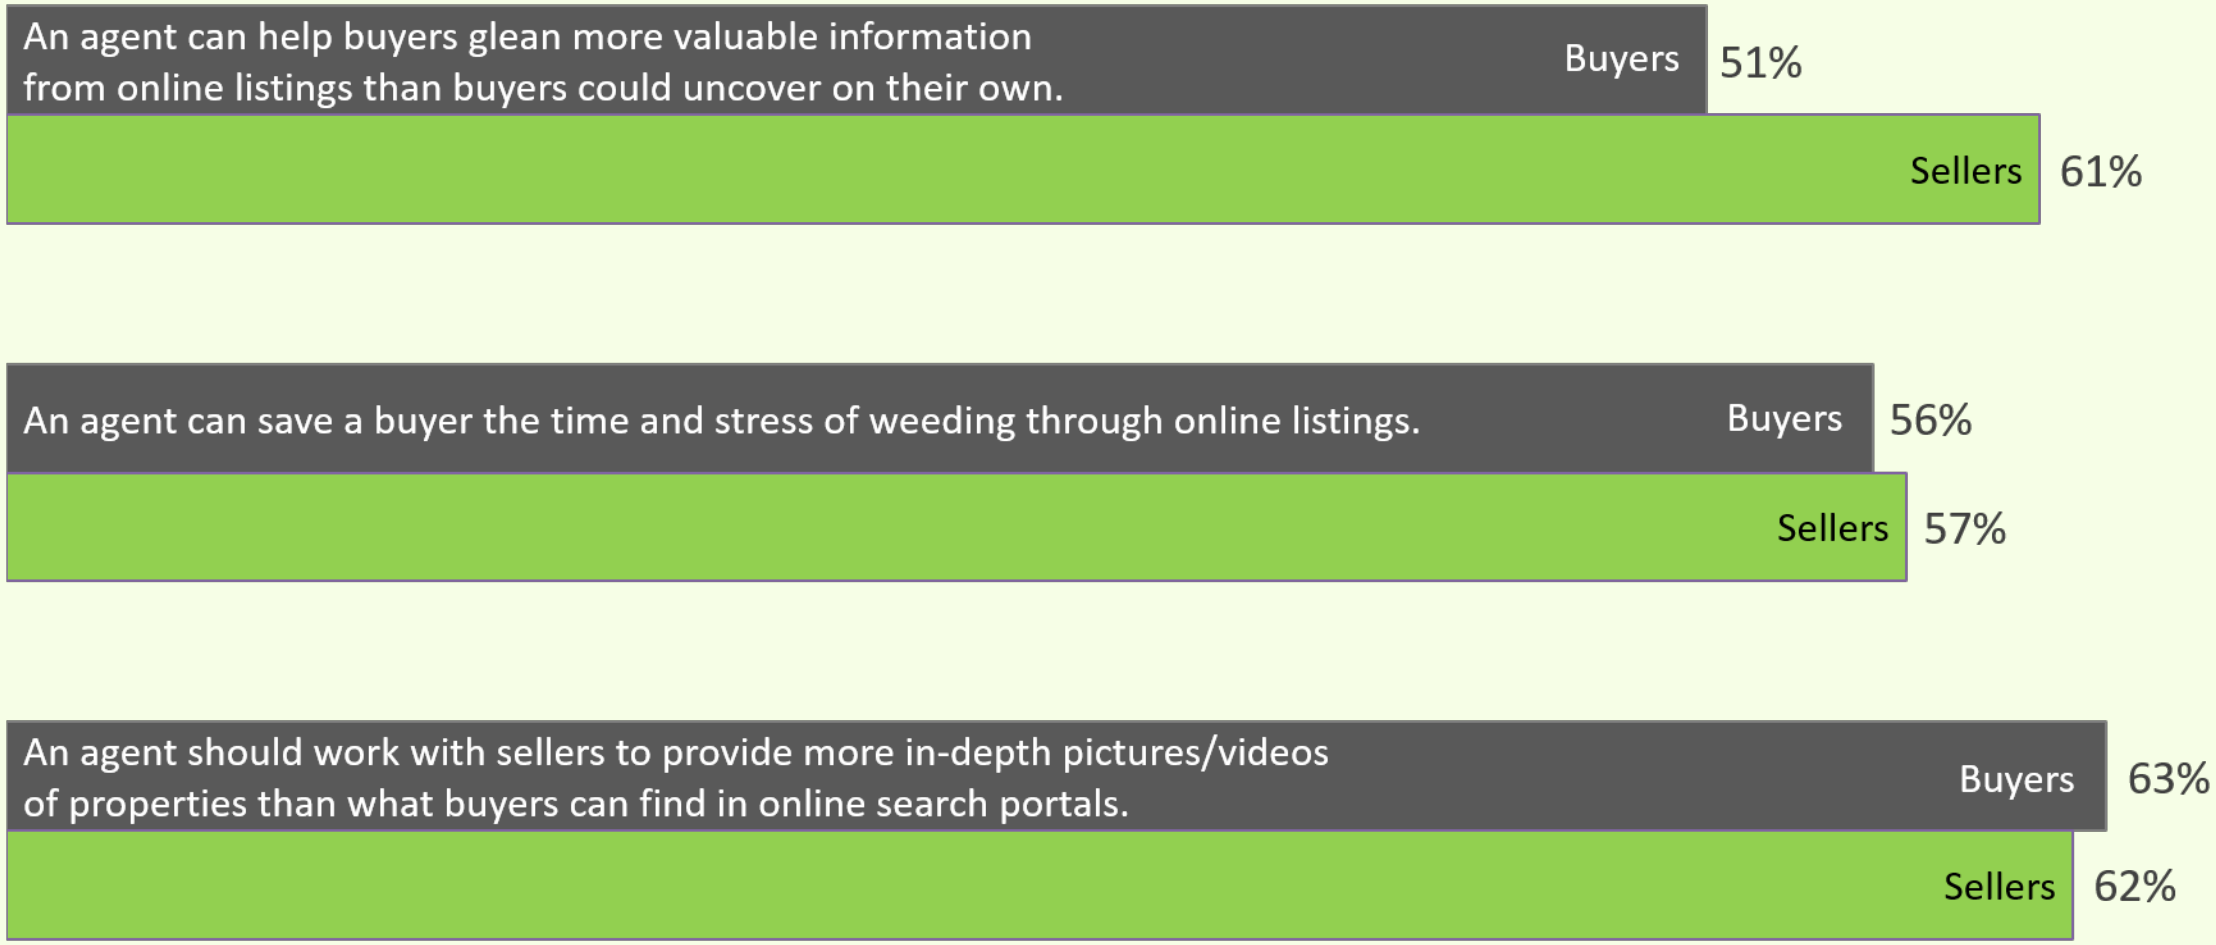 An agent can help buyers glean more valuable information
from online listings than buyers could uncover on their own.
Buyers 51%
Sellers 61%
An agent can save a buyer the time and stress of weeding through online listings. Buyers 56%
Sellers 57%
An agent should work with sellers to provide more in-depth pictures/videos
of properties than what buyers can find in online search portals.
Buyers 63%
Sellers 62%